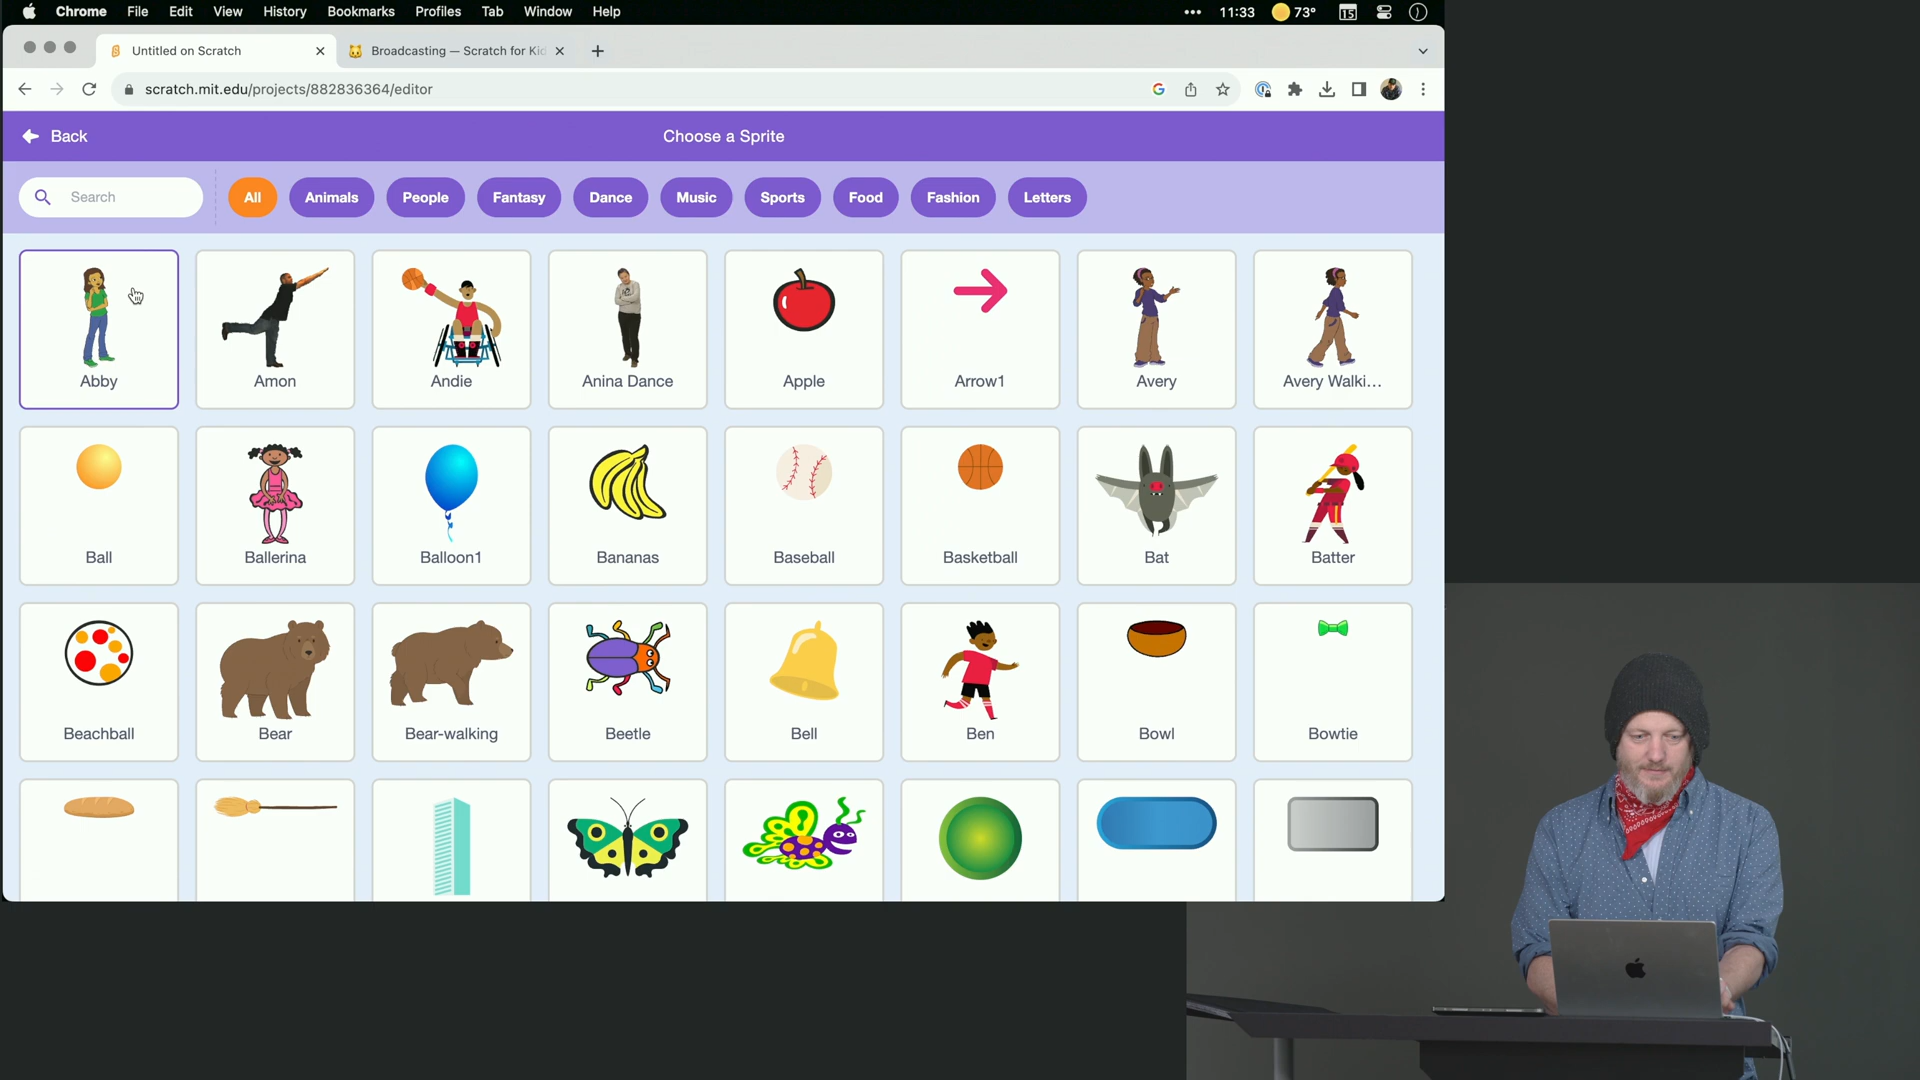 Chrome File Edit View History Bookmarks Profiles Tab Window Help 11:33 73° 15
Untitled on Scratch Broadcasting — Scratch for Kid
scratch.mit.edu/projects/882836364/editor
Back Choose a Sprite
Search All Animals People Fantasy Dance Music Sports Food Fashion Letters
Abby Amon Andie Anina Dance Apple Arrow1 Avery Avery Walki...
Ball Ballerina Balloon1 Bananas Baseball Basketball Bat Batter
Beachball Bear Bear-walking Beetle Bell Ben Bowl Bowtie